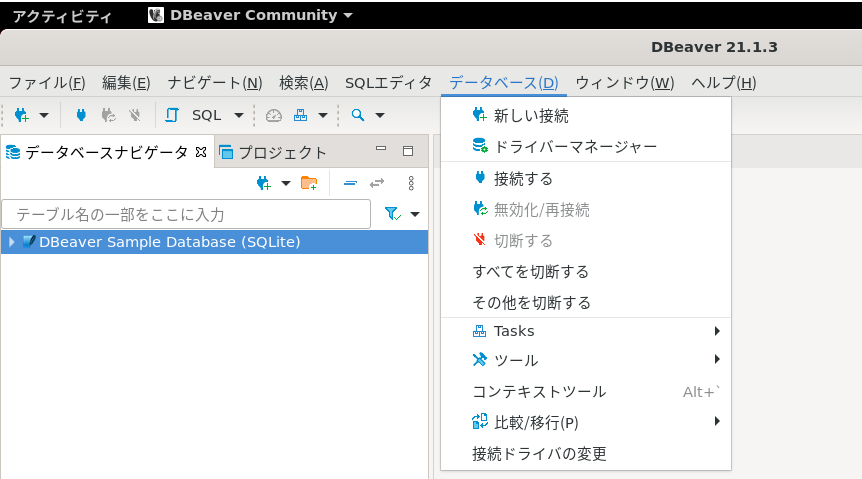 アクティビティ DBeaver Community
DBeaver 21.1.3
ファイル(F) 編集(E) ナビゲート(N) 検索(A) SQLエディタ データベース(D) ウィンドウ(W) ヘルプ(H)
SQL
データベースナビゲータ プロジェクト
テーブル名の一部をここに入力
DBeaver Sample Database (SQLite)
新しい接続
ドライバーマネージャー
接続する
無効化/再接続
切断する
すべてを切断する
その他を切断する
Tasks
ツール
コンテキストツール Alt+`
比較/移行(P)
接続ドライバの変更